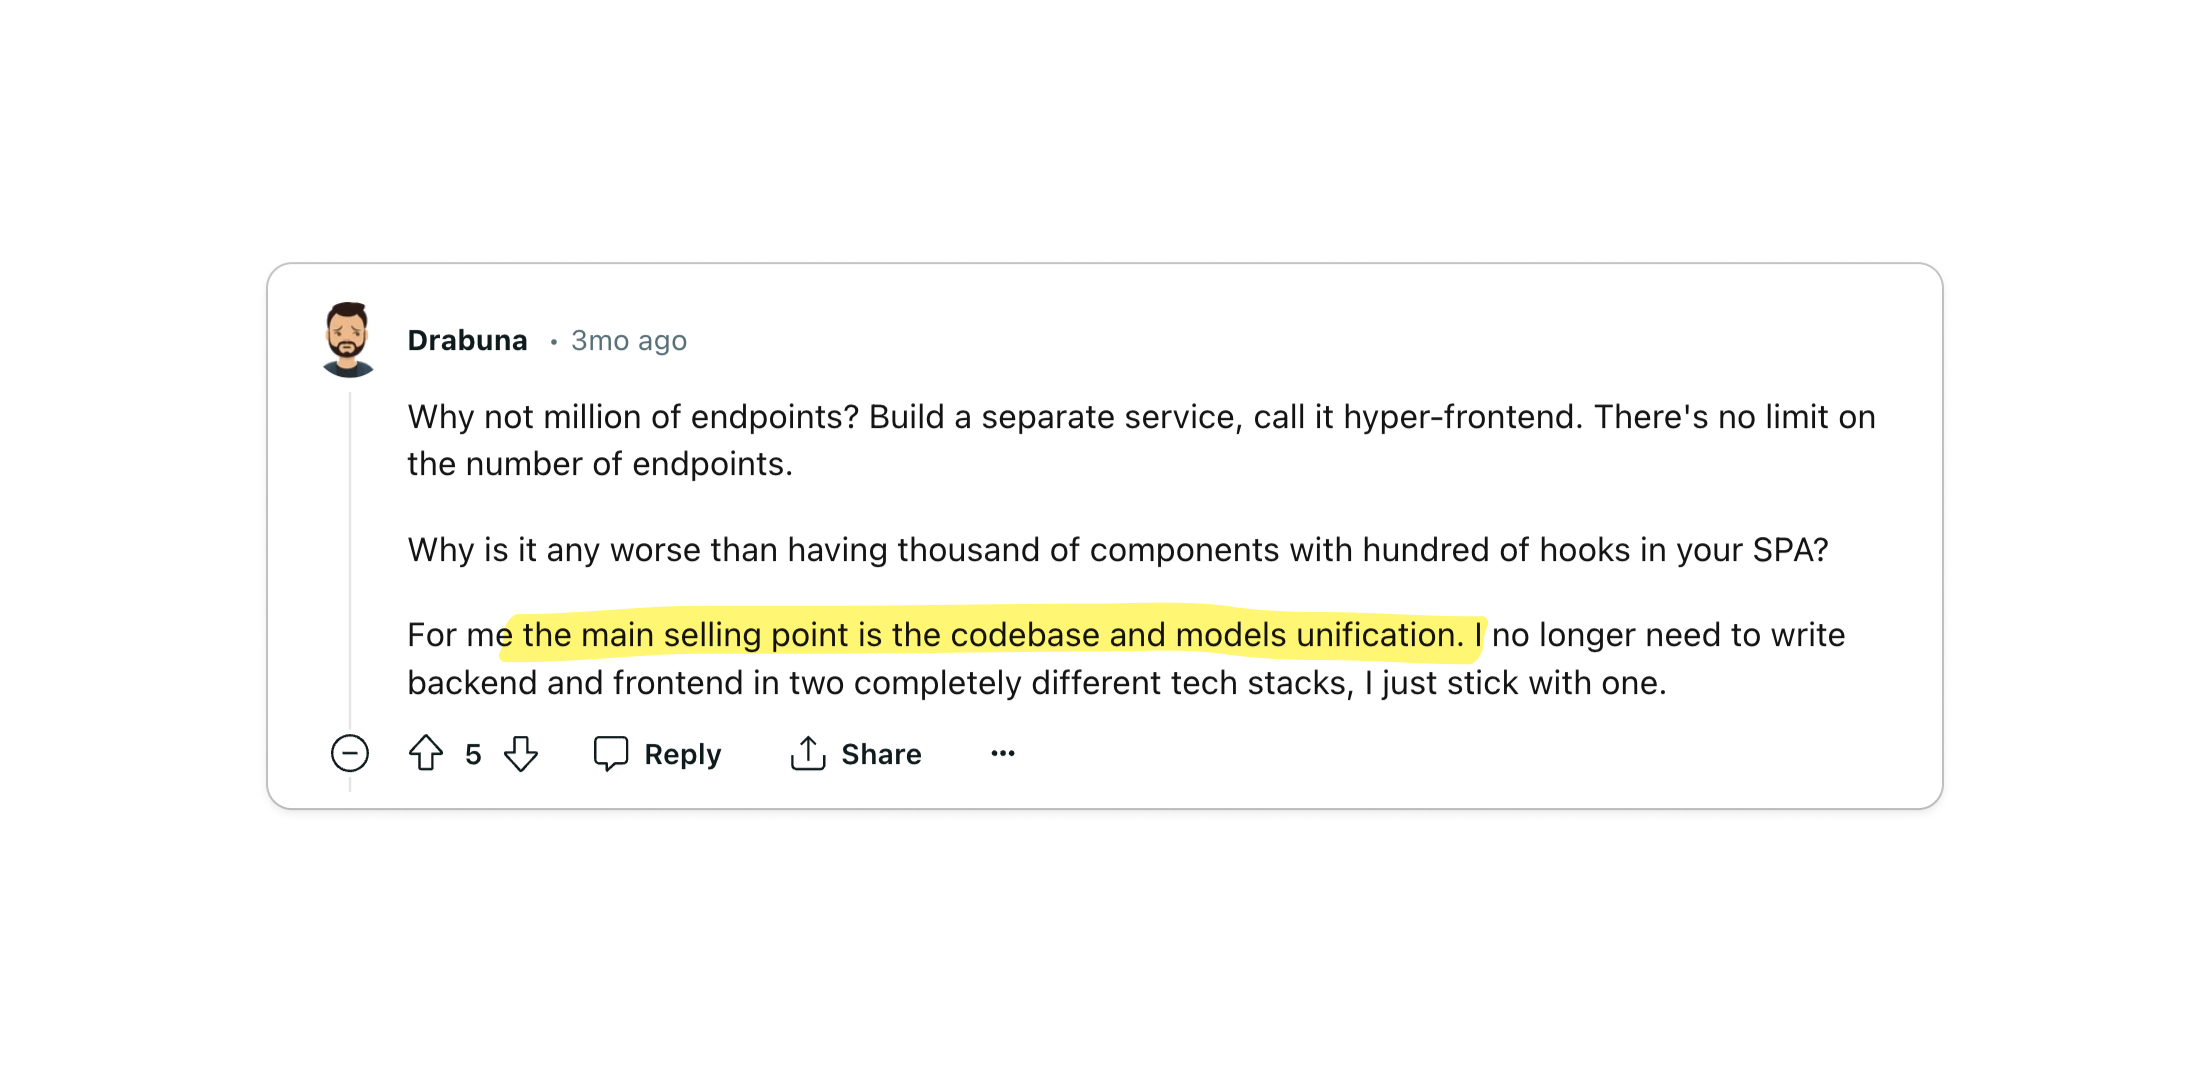 Drabuna • 3mo ago
Why not million of endpoints? Build a separate service, call it hyper-frontend. There's no limit on
the number of endpoints.
Why is it any worse than having thousand of components with hundred of hooks in your SPA?
For me the main selling point is the codebase and models unification. I no longer need to write
backend and frontend in two completely different tech stacks, I just stick with one.
5 Reply Share